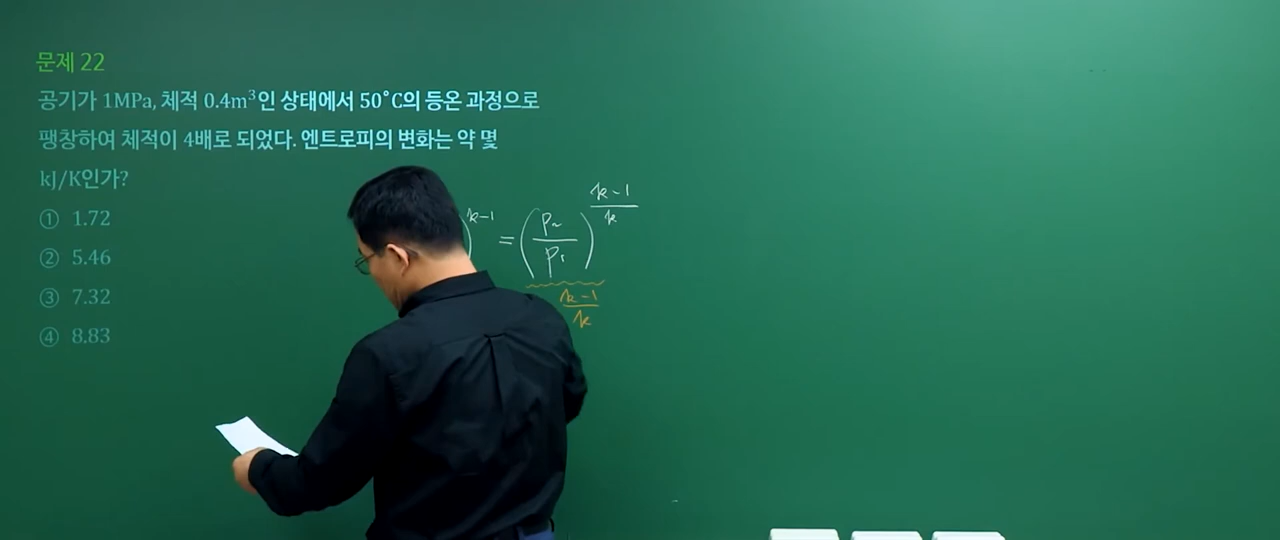 문제 22
공기가 1MPa, 체적 0.4m³인 상태에서 50°C의 등온 과정으로
팽창하여 체적이 4배로 되었다. 엔트로피의 변화는 약 몇
kJ/K인가?
① 1.72
② 5.46
③ 7.32
④ 8.83
)^{k-1} = (P₂/P₁)^{(k-1)/k}
(k-1)/k